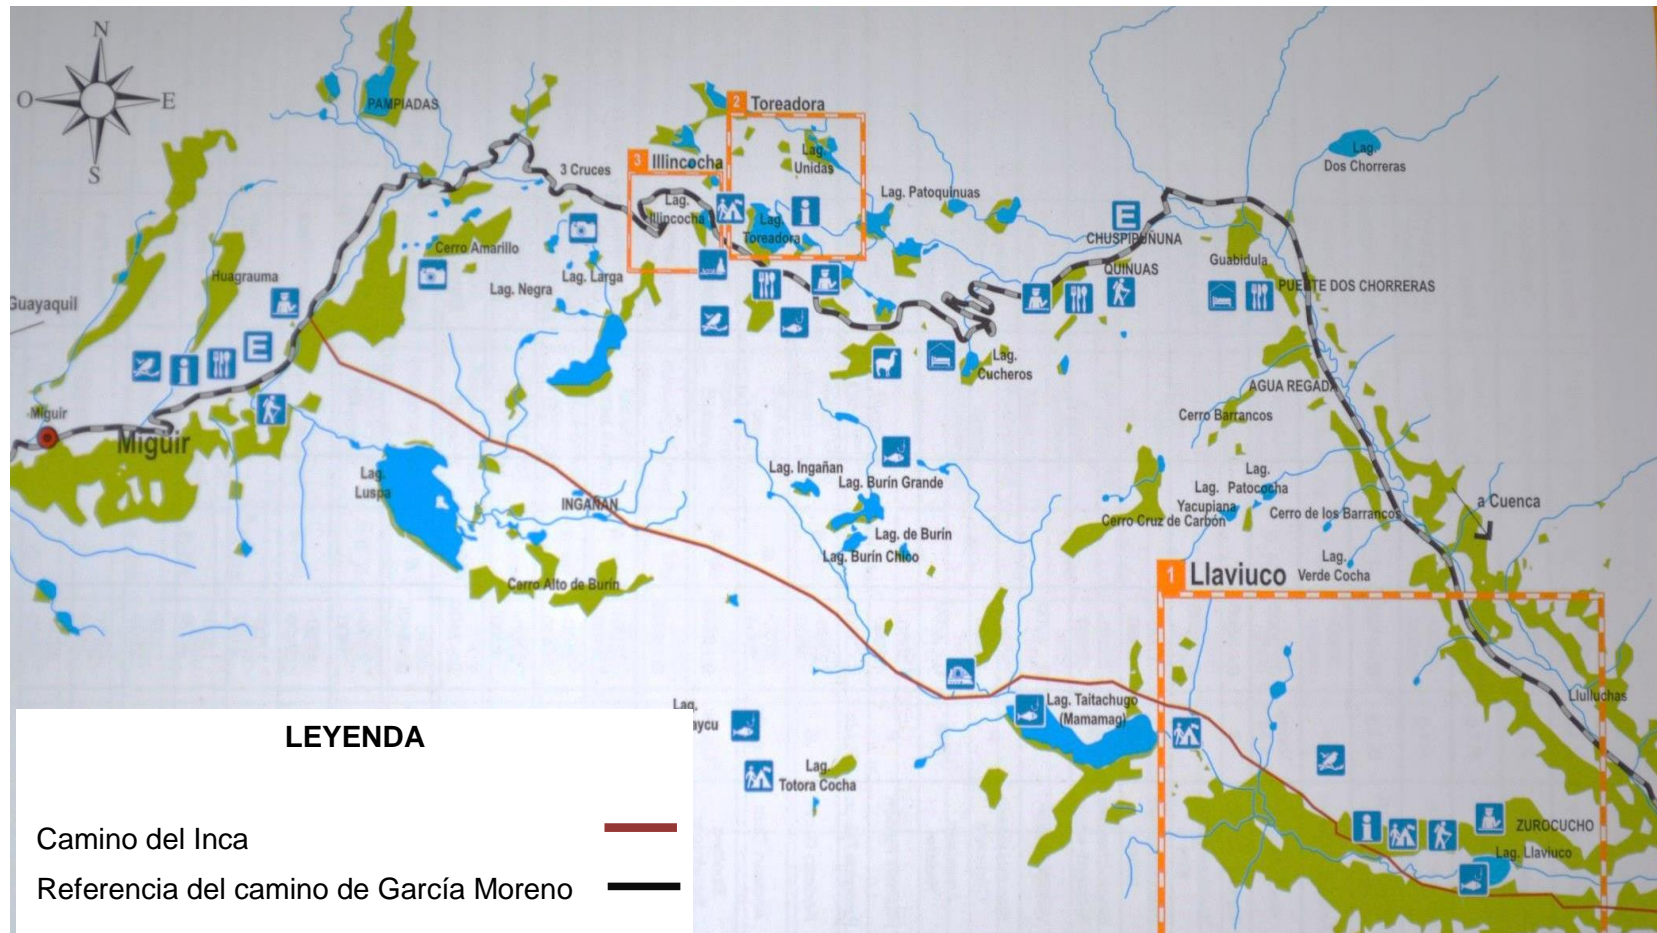 N
O
E
S
PAMPIADAS
2 Toreadora
Lag.
Unidas
Lag.
Dos Chorreras
3 Illincocha
3 Cruces
Lag. Patoquinuas
Lag.
Illincocha
Lag.
Toreadora
i
E
CHUSPIPUÑUNA
Cerro Amarillo
Guabidula
QUINUAS
Huagrauma
Lag. Larga
Lag. Negra
PUENTE DOS CHORRERAS
Guayaquil
E
i
Lag.
Cucheros
AGUA REGADA
Miguir
Miguir
Cerro Barrancos
Lag.
Luspa
Lag. Ingañan
Lag. Burín Grande
Lag.
Patococha
Lag.
Yacupiana
Cerro de los Barrancos
Cerro Cruz de Carbón
a Cuenca
INGAÑAN
Lag. de Burín
Lag. Burín Chico
Lag.
Verde Cocha
1 Llaviuco
Cerro Alto de Burín
Llulluchas
Lag. Taitachugo
(Mamamag)
Lag.
aycu
Lag.
Totora Cocha
i
ZUROCUCHO
Lag. Llaviuco
LEYENDA
Camino del Inca
Referencia del camino de García Moreno